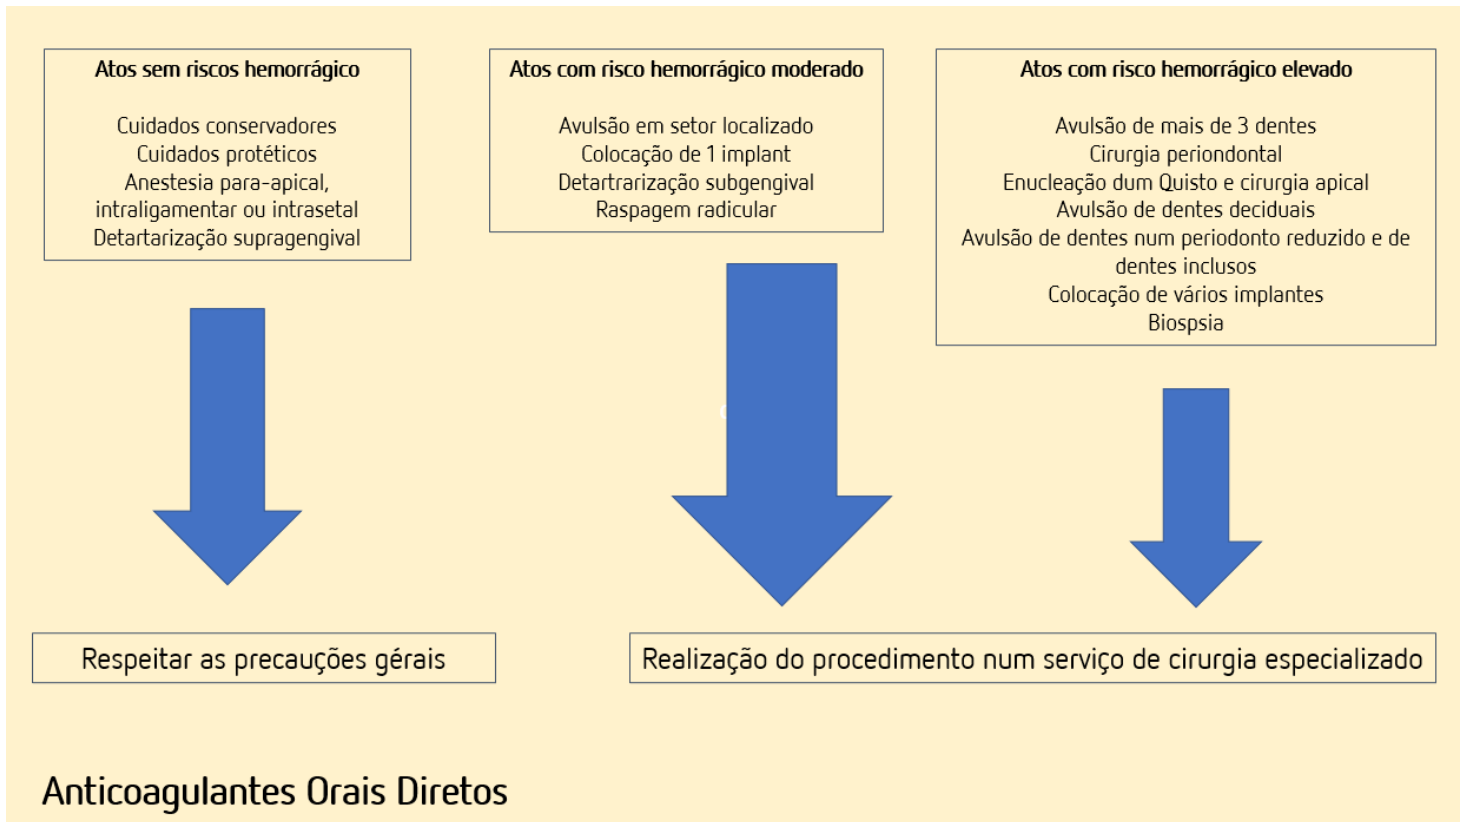 Atos sem riscos hemorrágico
Cuidados conservadores
Cuidados protéticos
Anestesia para-apical,
intraligamentar ou intrasetal
Detartarização supragengival
Atos com risco hemorrágico moderado
Avulsão em setor localizado
Colocação de 1 implant
Detartrarização subgengival
Raspagem radicular
Atos com risco hemorrágico elevado
Avulsão de mais de 3 dentes
Cirurgia periondontal
Enucleação dum Quisto e cirurgia apical
Avulsão de dentes deciduais
Avulsão de dentes num periodonto reduzido e de
dentes inclusos
Colocação de vários implantes
Biospsia
Respeitar as precauções gérais
Realização do procedimento num serviço de cirurgia especializado
Anticoagulantes Orais Diretos